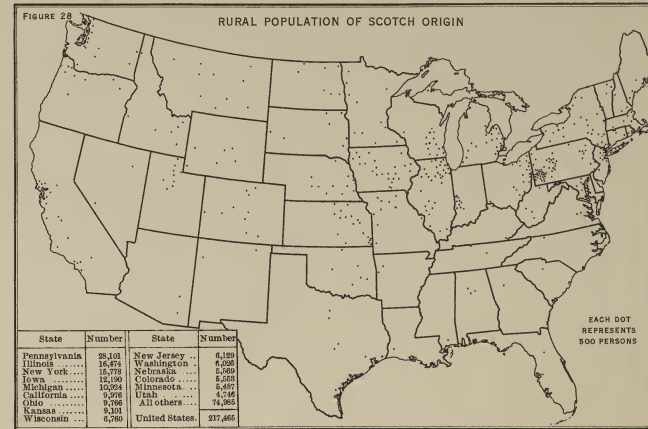 FIGURE 28
RURAL POPULATION OF SCOTCH ORIGIN
EACH DOT
REPRESENTS
500 PERSONS
State Number State Number
Pennsylvania 28,101 New Jersey .. 6,129
Illinois ...... 16,474 Washington . 6,026
New York .... 15,778 Nebraska .... 5,569
Iowa ........ 12,190 Colorado .... 5,553
Michigan .... 10,924 Minnesota . 5,487
California .... 9,976 Utah ...... 4,746
Ohio ......... 9,766 All others.... 74,985
Kansas ....... 9,101
Wisconsin ... 6,760 United States. 217,465